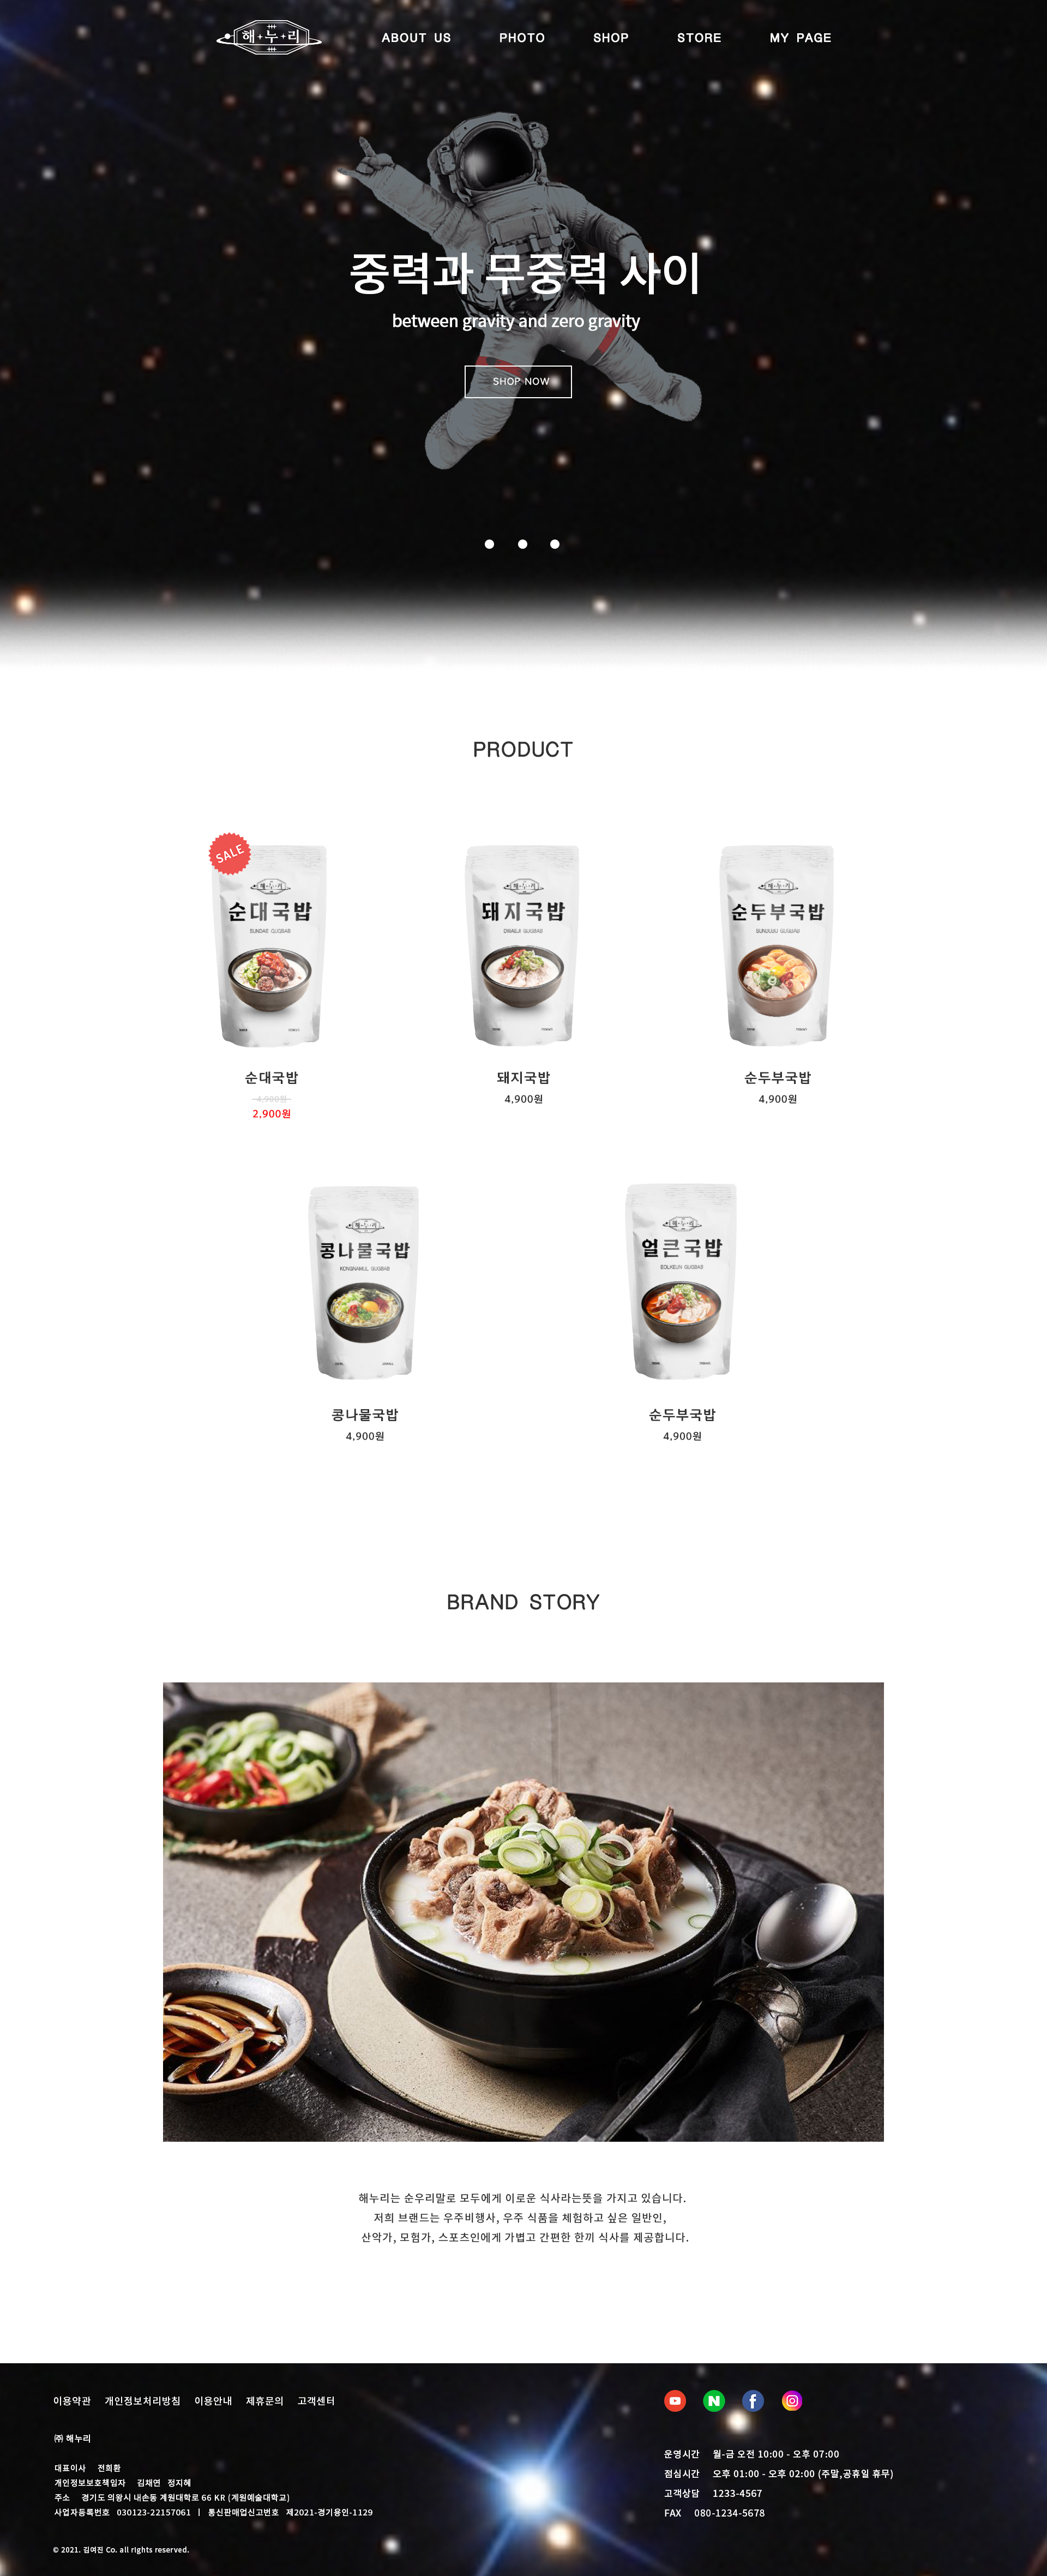 해누리
ABOUT US PHOTO SHOP STORE MY PAGE
중력과 무중력 사이
between gravity and zero gravity
SHOP NOW
PRODUCT
SALE
해누리
순대국밥
SUNDAE GUGBAB
해누리
돼지국밥
DWAEJI GUGBAB
해누리
순두부국밥
SUNDUBU GUGBAB
순대국밥
4,900원
2,900원
돼지국밥
4,900원
순두부국밥
4,900원
해누리
콩나물국밥
KONGNAMUL GUGBAB
해누리
얼큰국밥
EOLKEUN GUGBAB
콩나물국밥
4,900원
순두부국밥
4,900원
BRAND STORY
해누리는 순우리말로 모두에게 이로운 식사라는뜻을 가지고 있습니다.
저희 브랜드는 우주비행사, 우주 식품을 체험하고 싶은 일반인,
산악가, 모험가, 스포츠인에게 가볍고 간편한 한끼 식사를 제공합니다.
이용약관 개인정보처리방침 이용안내 제휴문의 고객센터
㈜ 해누리
대표이사 전희환
개인정보보호책임자 김채연 정지혜
주소 경기도 의왕시 내손동 계원대학로 66 KR (계원예술대학교)
사업자등록번호 030123-22157061 | 통신판매업신고번호 제2021-경기용인-1129
© 2021. 김여진 Co. all rights reserved.
운영시간 월-금 오전 10:00 - 오후 07:00
점심시간 오후 01:00 - 오후 02:00 (주말,공휴일 휴무)
고객상담 1233-4567
FAX 080-1234-5678